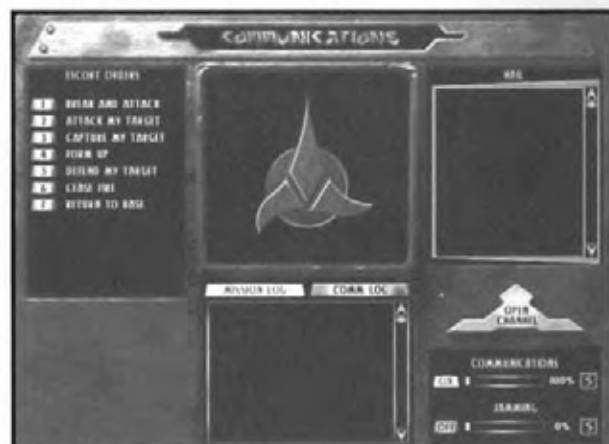 COMMUNICATIONS
ESCORT ORDERS
1 BREAK AND ATTACK
2 ATTACK MY TARGET
3 CAPTURE MY TARGET
4 FORM UP
5 DEFEND MY TARGET
6 CEASE FIRE
7 RETURN TO BASE
HAIL
MISSION LOG
COMM LOG
OPEN
CHANNEL
COMMUNICATIONS
100% S
JAMMING
OFF 0% S